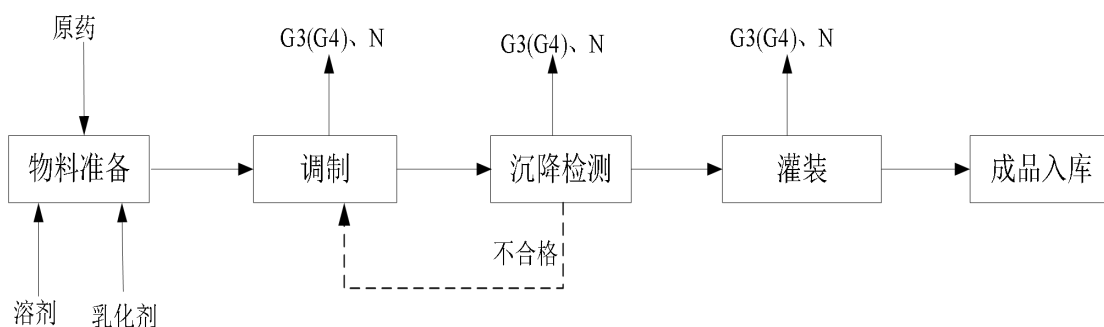 原药
G3(G4)、N
G3(G4)、N
G3(G4)、N
物料准备
调制
沉降检测
灌装
成品入库
不合格
溶剂
乳化剂